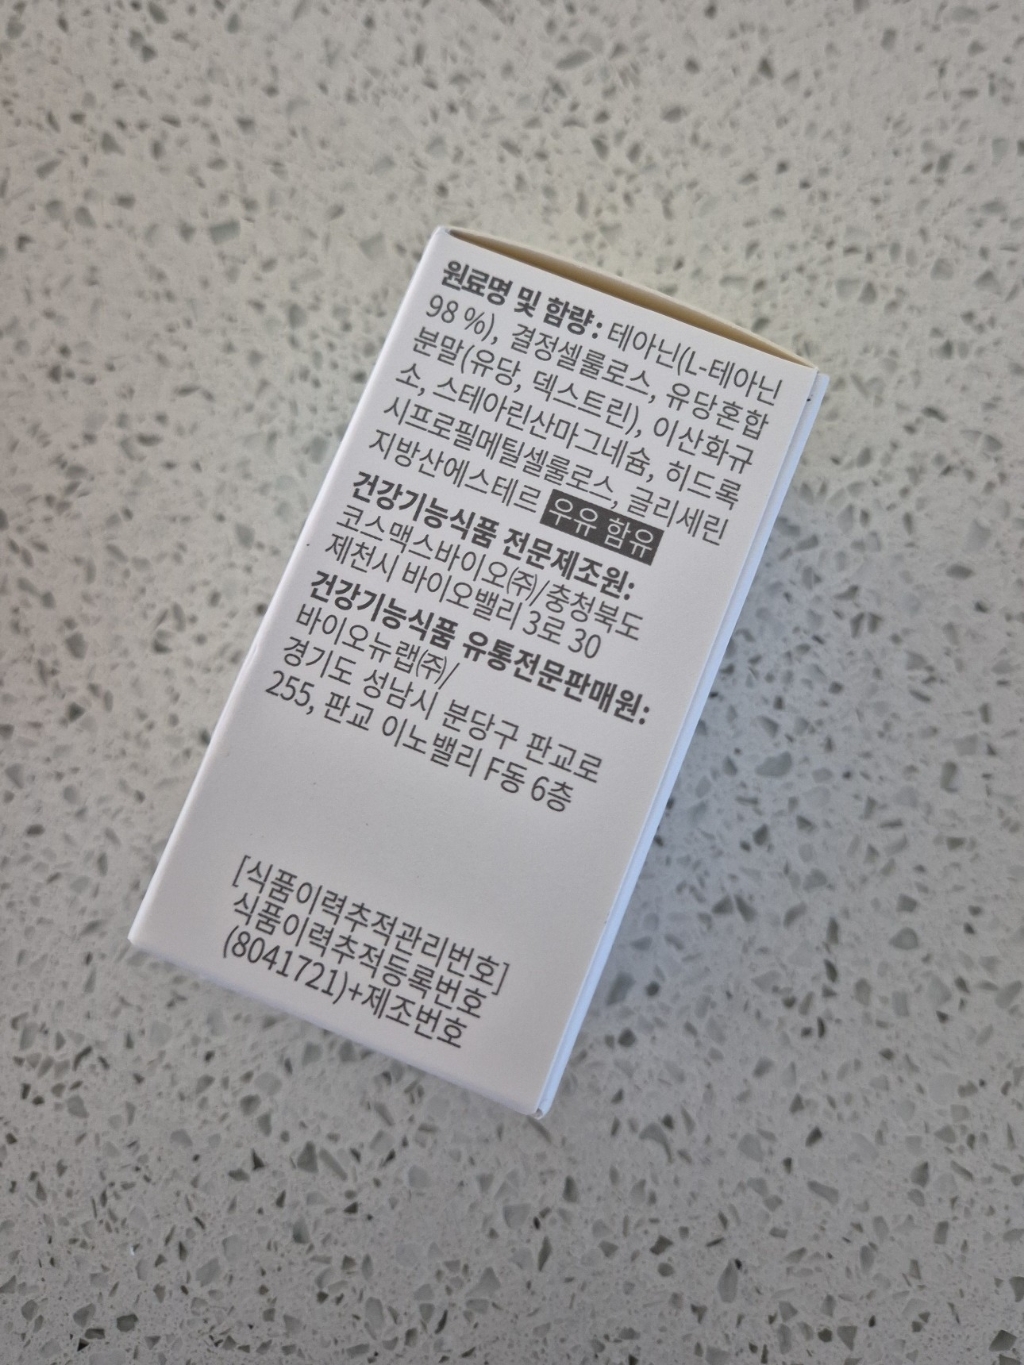 원료명 및 함량: 테아닌(L-테아닌
98 %), 결정셀룰로스, 유당혼합
분말(유당, 덱스트린), 이산화규
소, 스테아린산마그네슘, 히드록
시프로필메틸셀룰로스, 글리세린
지방산에스테르 우유 함유
건강기능식품 전문제조원:
코스맥스바이오㈜/충청북도
제천시 바이오밸리 3로 30
건강기능식품 유통전문판매원:
바이오뉴랩㈜/
경기도 성남시 분당구 판교로
255, 판교 이노밸리 F동 6층
[식품이력추적관리번호]
식품이력추적등록번호
(8041721)+제조번호